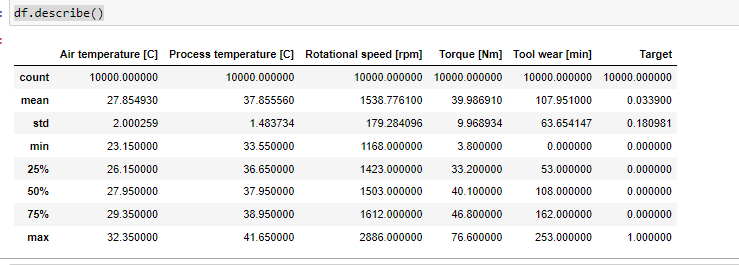 df.describe()
Air temperature [C] Process temperature [C] Rotational speed [rpm] Torque [Nm] Tool wear [min] Target
count 10000.000000 10000.000000 10000.000000 10000.000000 10000.000000 10000.000000
mean 27.854930 37.855560 1538.776100 39.986910 107.951000 0.033900
std 2.000259 1.483734 179.284096 9.968934 63.654147 0.180981
min 23.150000 33.550000 1168.000000 3.800000 0.000000 0.000000
25% 26.150000 36.650000 1423.000000 33.200000 53.000000 0.000000
50% 27.950000 37.950000 1503.000000 40.100000 108.000000 0.000000
75% 29.350000 38.950000 1612.000000 46.800000 162.000000 0.000000
max 32.350000 41.650000 2886.000000 76.600000 253.000000 1.000000